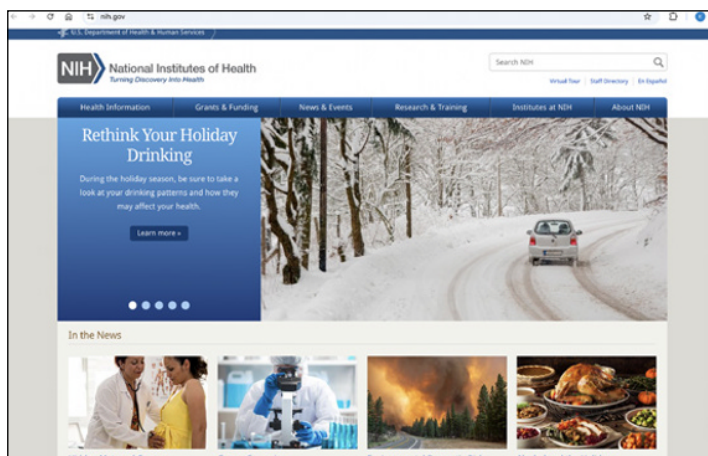 nih.gov
U.S. Department of Health & Human Services
NIH
National Institutes of Health
Turning Discovery Into Health
Search NIH
Virtual Tour Staff Directory En Español
Health Information Grants & Funding News & Events Research & Training Institutes at NIH About NIH
Rethink Your Holiday
Drinking
During the holiday season, be sure to take a
look at your drinking patterns and how they
may affect your health.
Learn more »
In the News